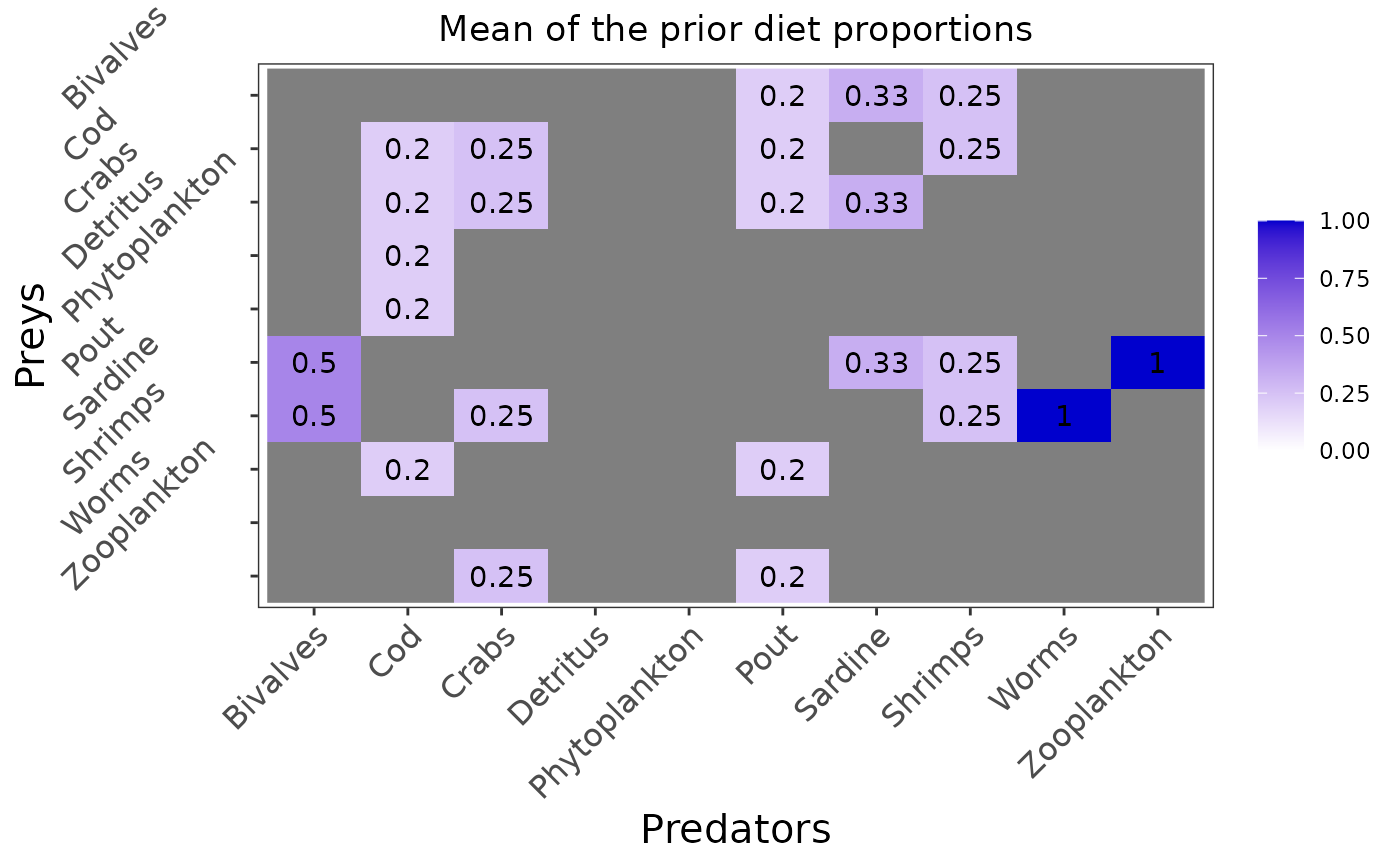 Mean of the prior diet proportions
Preys
Bivalves
Cod
Crabs
Detritus
Phytoplankton
Pout
Sardine
Shrimps
Worms
Zooplankton
0.2 0.33 0.25
0.2 0.25 0.2 0.25
0.2 0.25 0.2 0.33
0.2
0.2
0.5 0.33 0.25 1
0.5 0.25 0.25 1
0.2 0.2
0.25 0.2
1.00
0.75
0.50
0.25
0.00
Bivalves
Cod
Crabs
Detritus
Phytoplankton
Pout
Sardine
Shrimps
Worms
Zooplankton
Predators